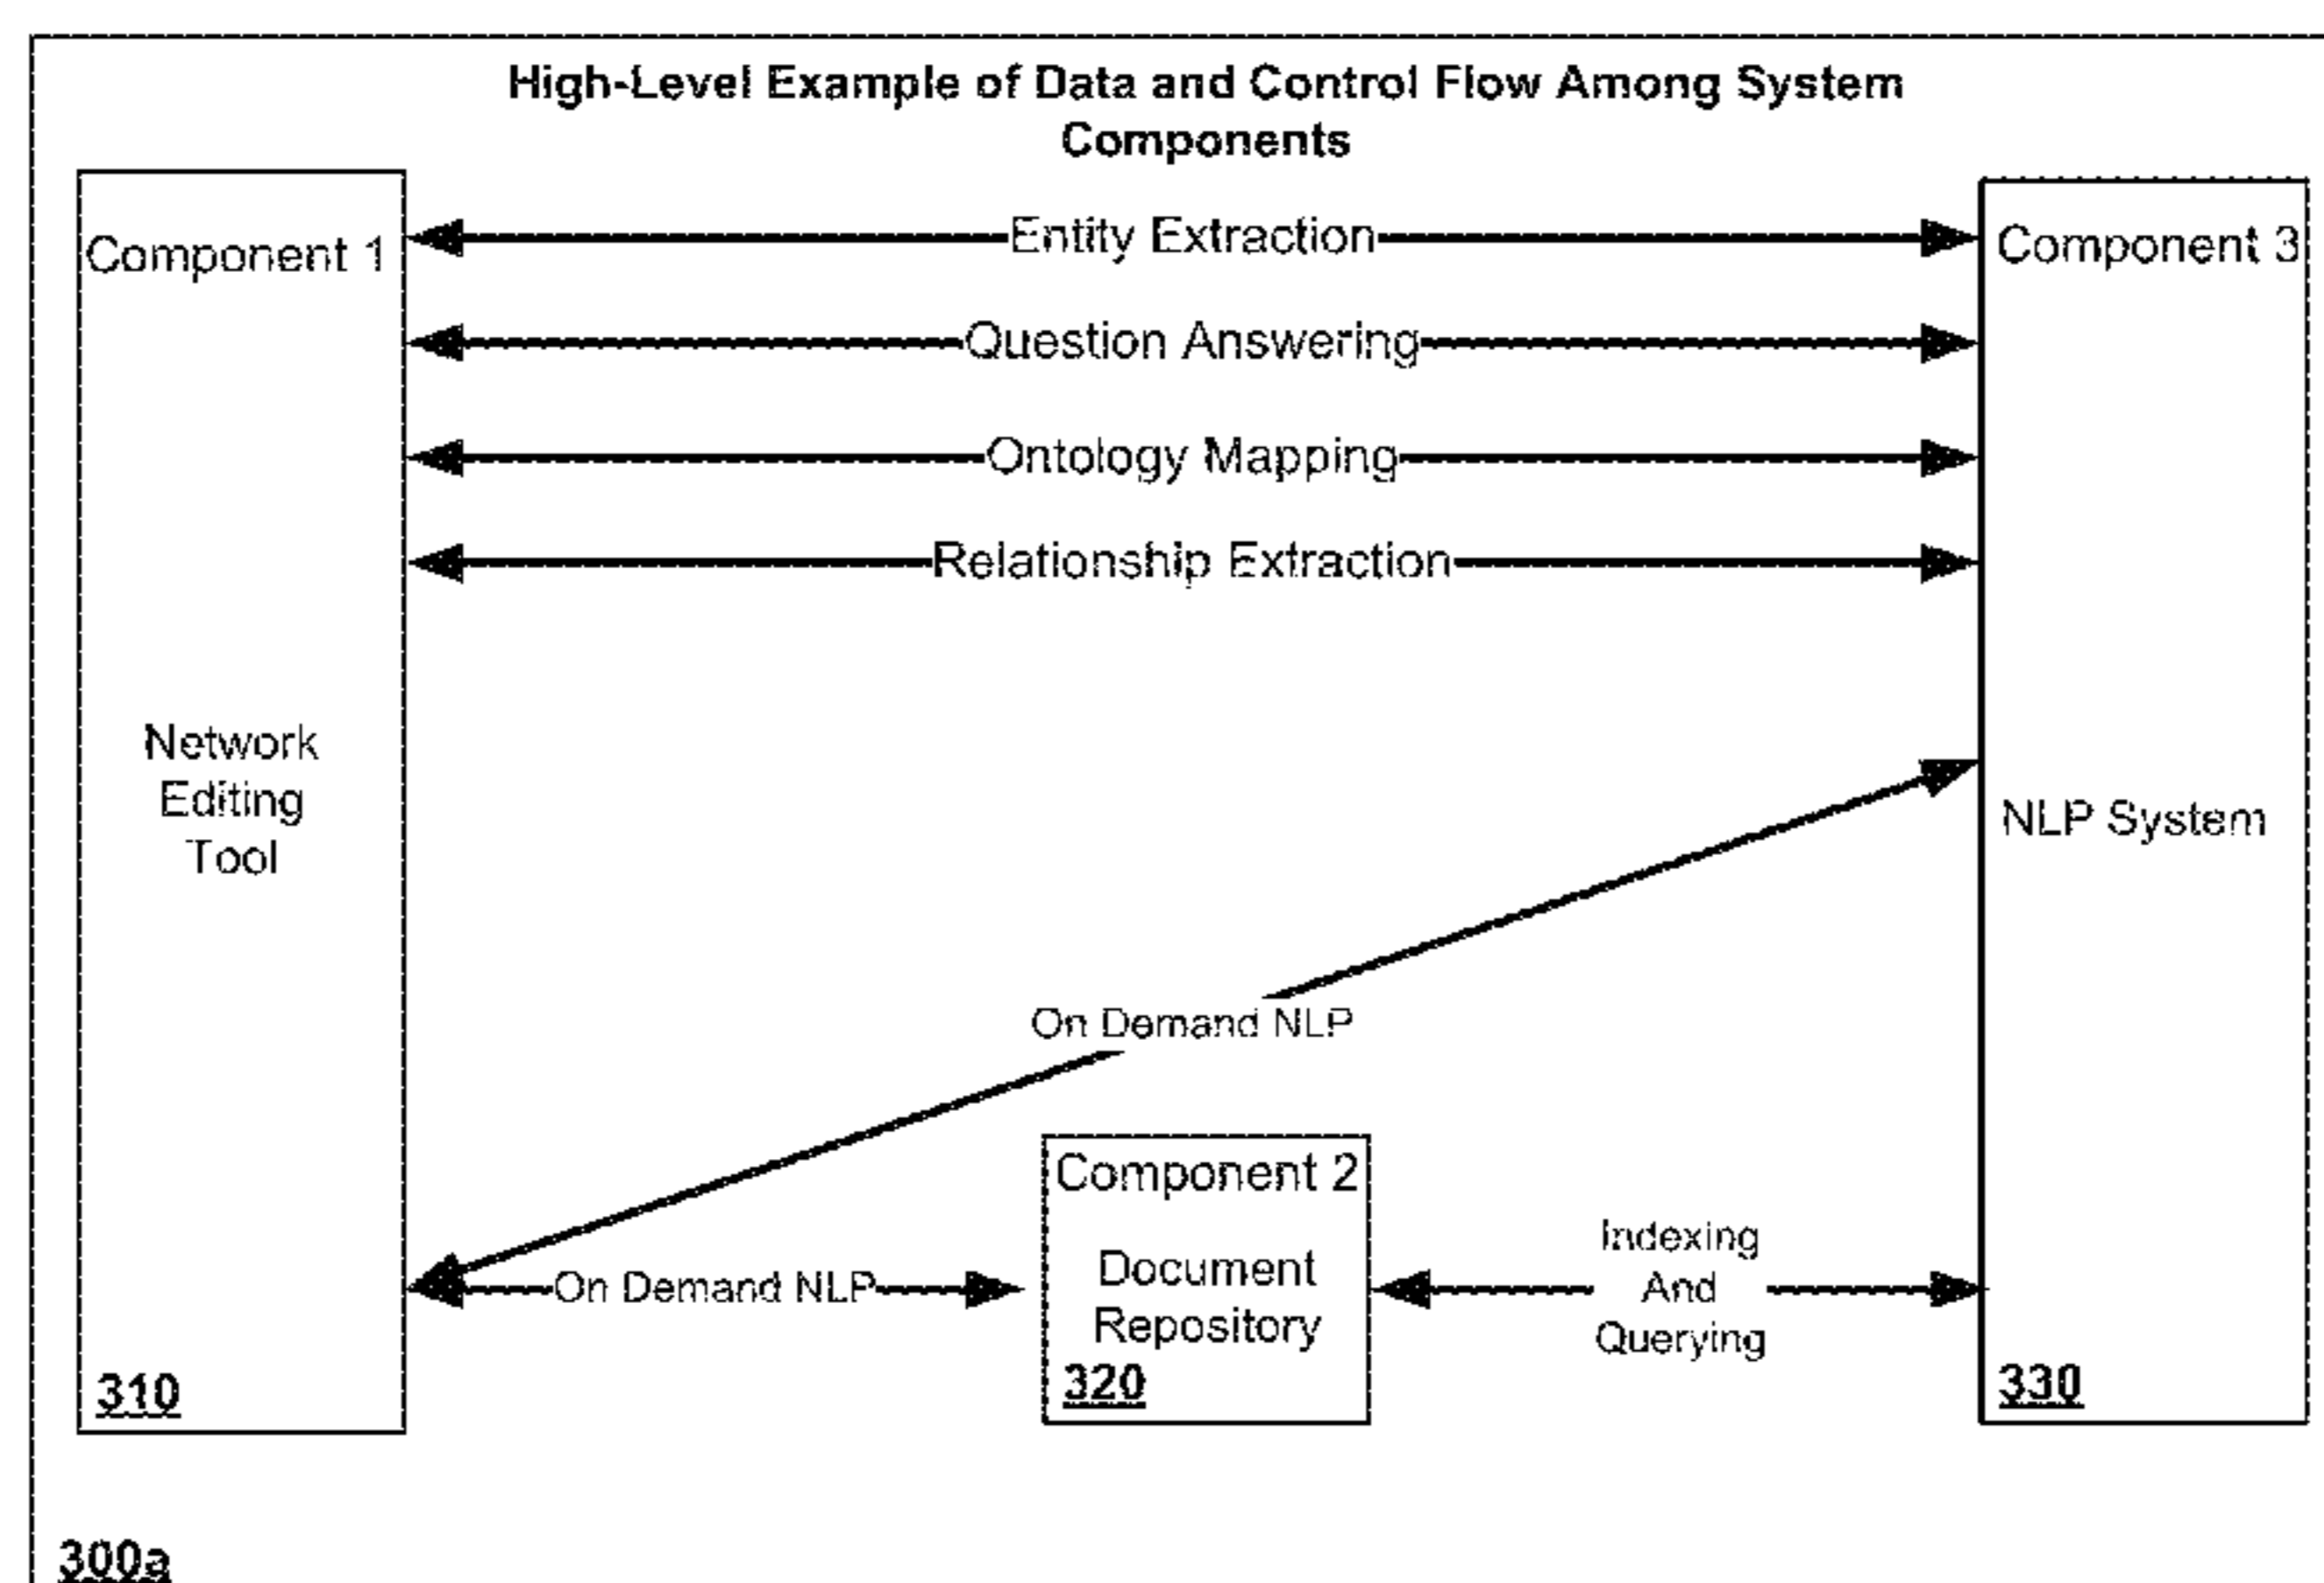 High-Level Example of Data and Control Flow Among System
Components
Component 1
Entity Extraction
Component 3
Question Answering
Ontology Mapping
Relationship Extraction
Network
Editing
Tool
NLP System
On Demand NLP
Component 2
On Demand NLP
Document
Repository
Indexing
And
Querying
310
320
330
300a